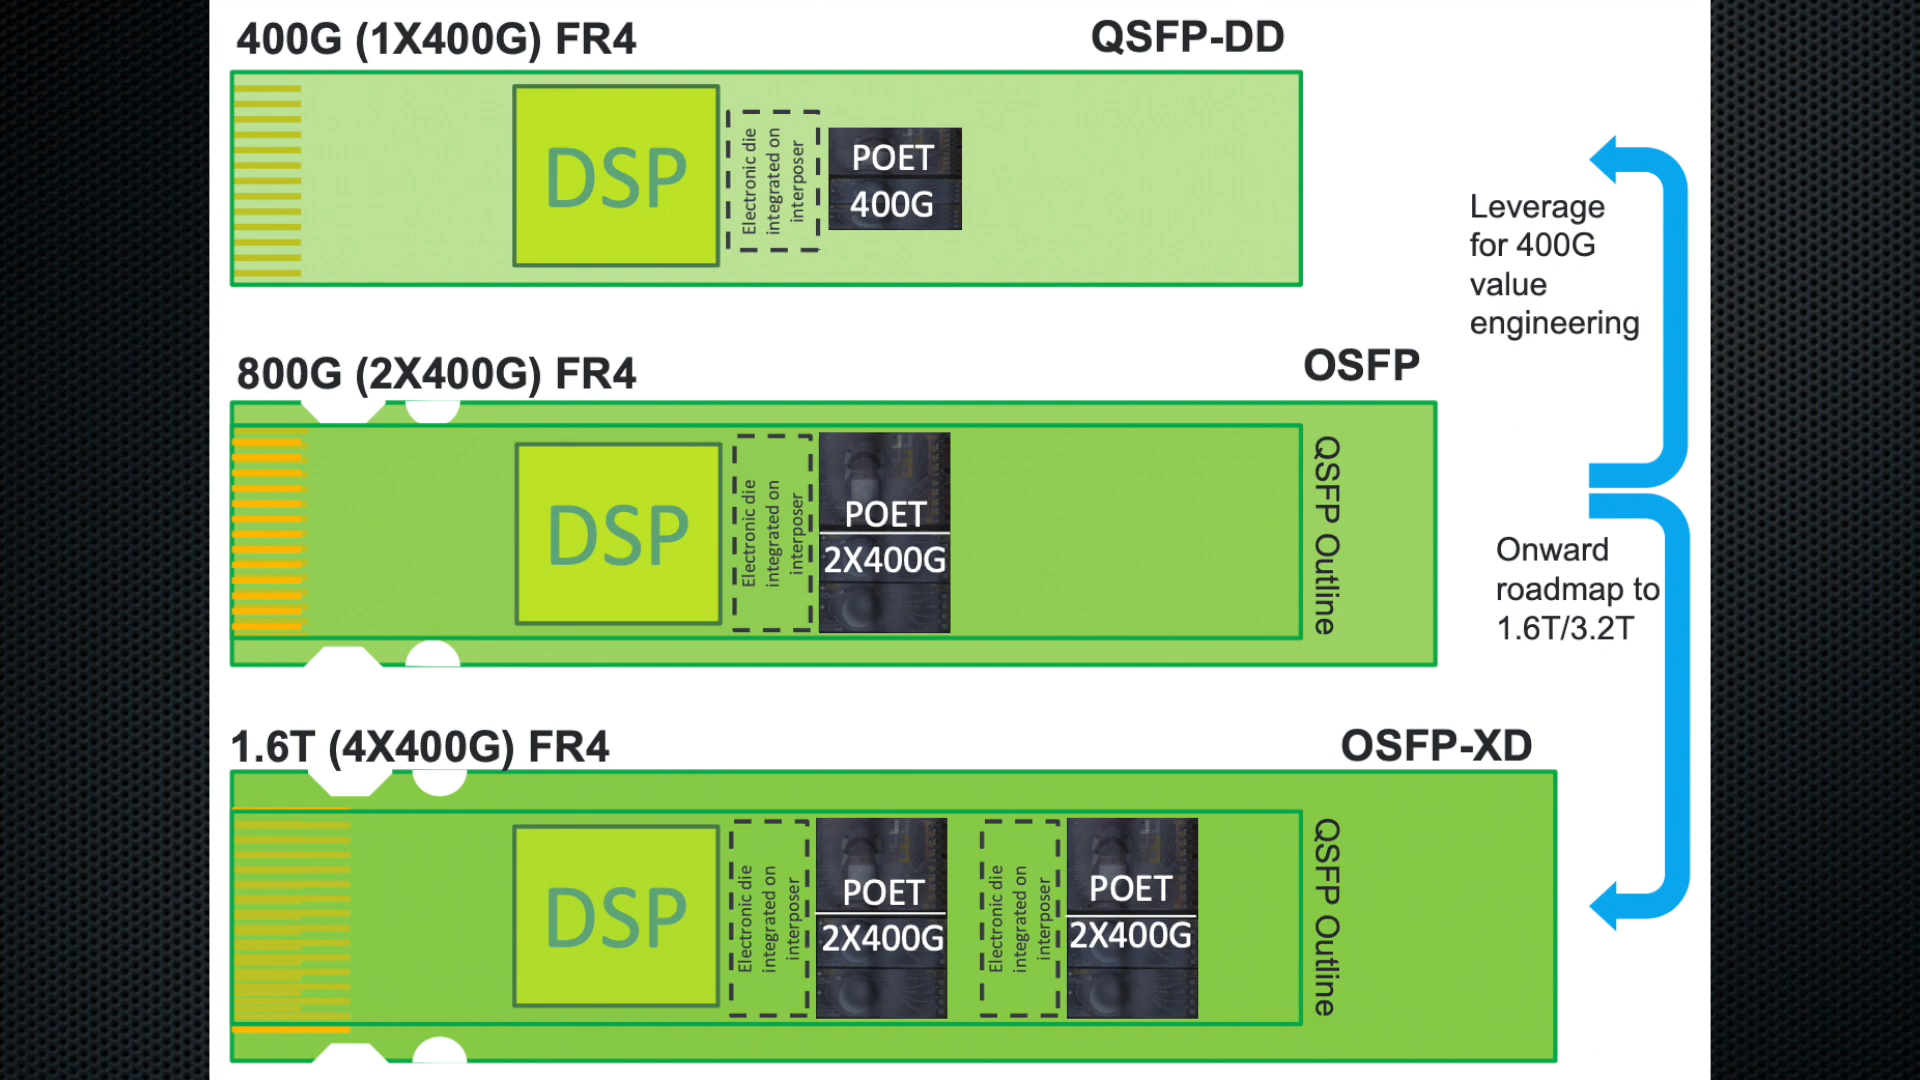 400G (1X400G) FR4
QSFP-DD
DSP
Electronic die
integrated on
interposer
POET
400G
Leverage
for 400G
value
engineering
800G (2X400G) FR4
OSFP
DSP
Electronic die
integrated on
interposer
POET
2X400G
QSFP Outline
Onward
roadmap to
1.6T/3.2T
1.6T (4X400G) FR4
OSFP-XD
DSP
Electronic die
integrated on
interposer
POET
2X400G
Electronic die
integrated on
interposer
POET
2X400G
QSFP Outline